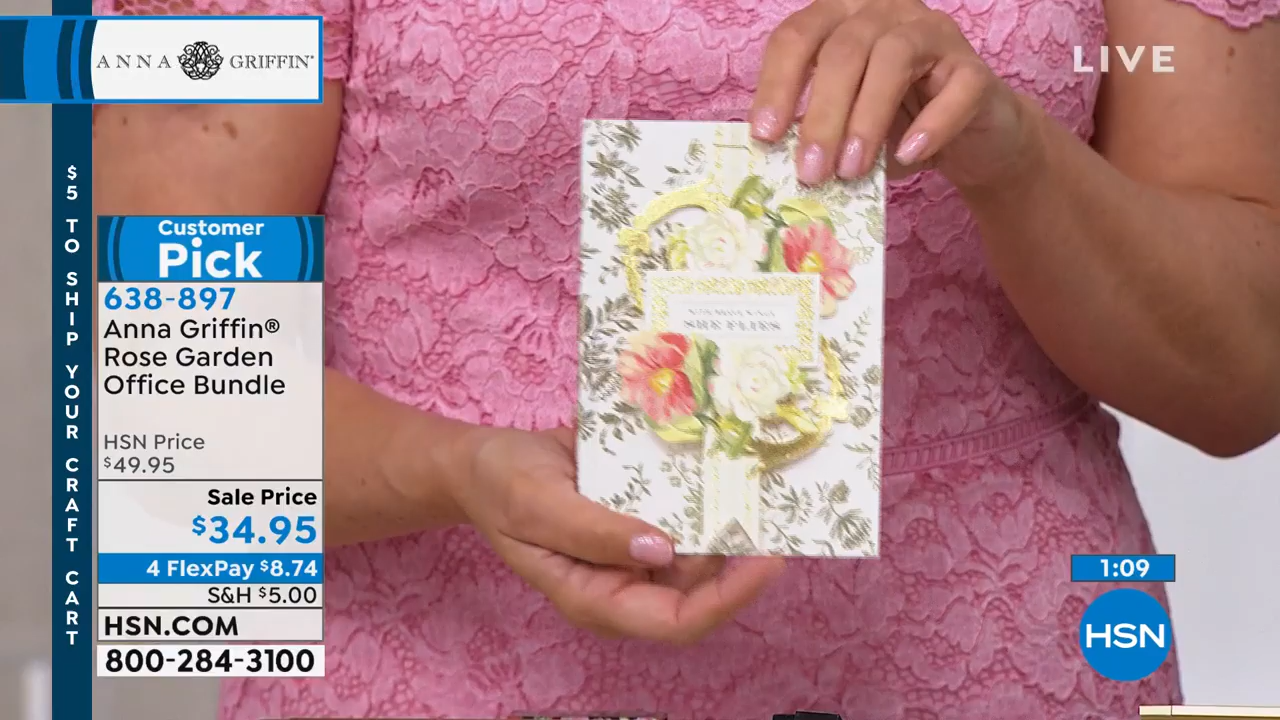 ANNA GRIFFIN®
LIVE
$5 TO SHIP YOUR CRAFT CART
Customer
Pick
638-897
Anna Griffin®
Rose Garden
Office Bundle
HSN Price
$49.95
Sale Price
$34.95
4 FlexPay $8.74
S&H $5.00
HSN.COM
800-284-3100
SHE FLIES
1:09
HSN